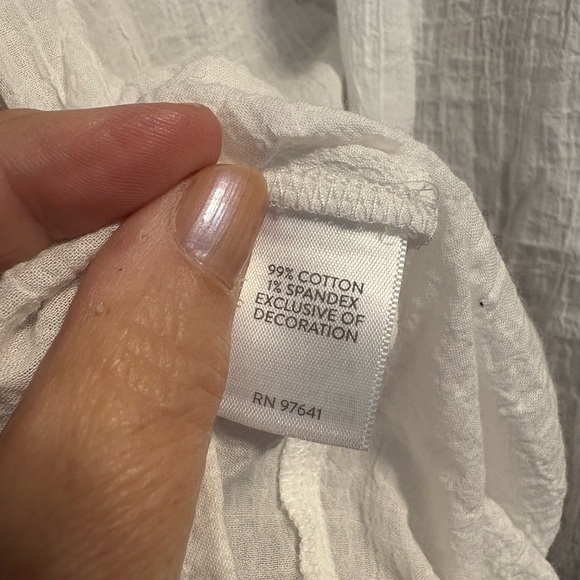 99% COTTON
1% SPANDEX
EXCLUSIVE OF
DECORATION
RN 97641